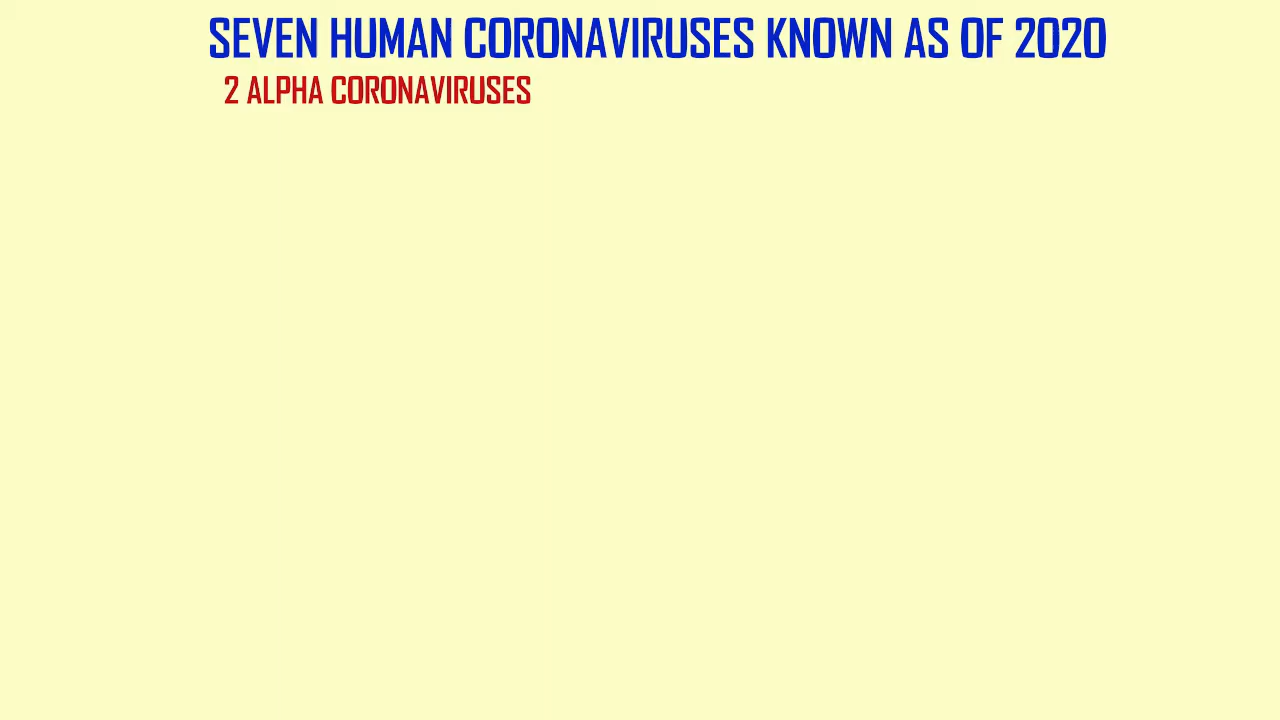 SEVEN HUMAN CORONAVIRUSES KNOWN AS OF 2020
2 ALPHA CORONAVIRUSES